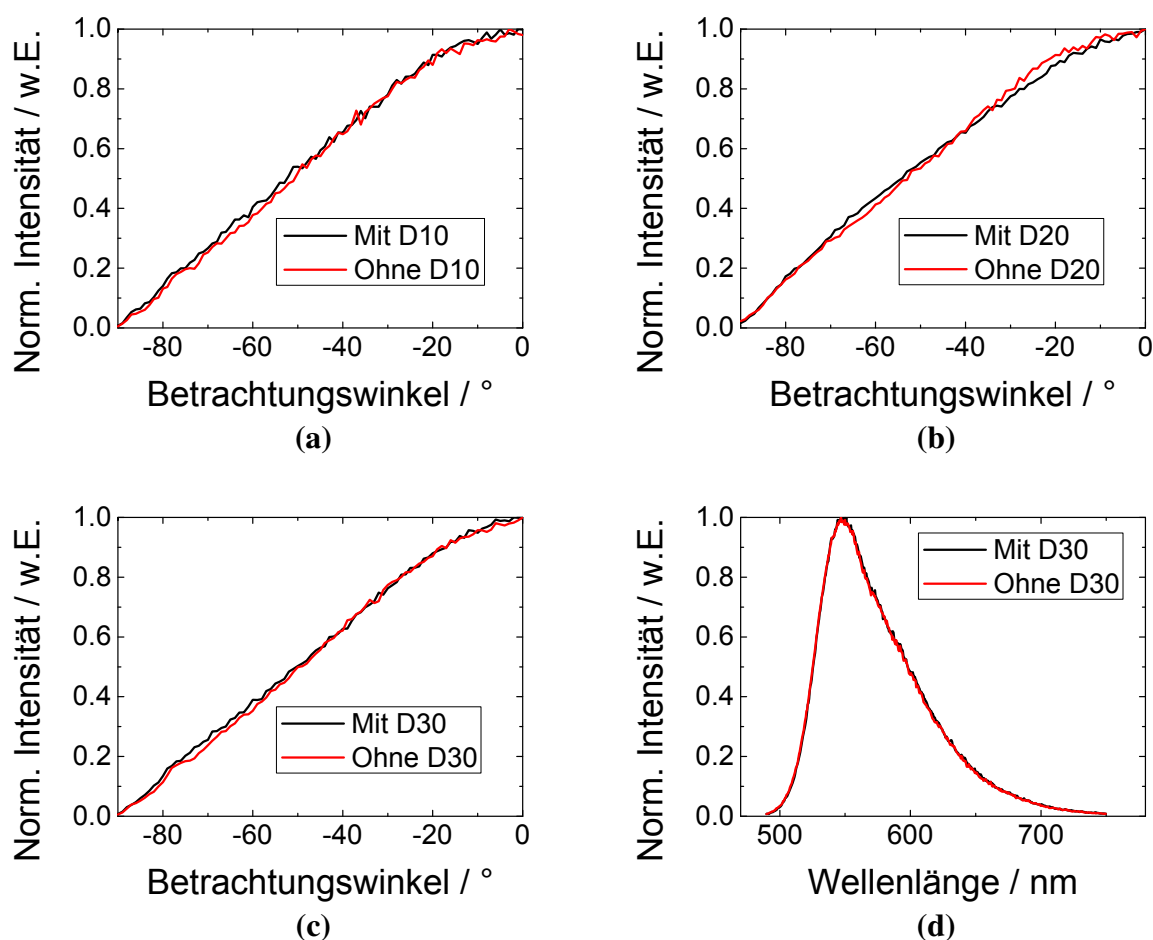 Norm. Intensität / w.E.
1.0
0.8
0.6
0.4
0.2
0.0
Mit D10
Ohne D10
-80 -60 -40 -20 0
Betrachtungswinkel / °
(a)
Norm. Intensität / w.E.
1.0
0.8
0.6
0.4
0.2
0.0
Mit D20
Ohne D20
-80 -60 -40 -20 0
Betrachtungswinkel / °
(b)
Norm. Intensität / w.E.
1.0
0.8
0.6
0.4
0.2
0.0
Mit D30
Ohne D30
-80 -60 -40 -20 0
Betrachtungswinkel / °
(c)
Norm. Intensität / w.E.
1.0
0.8
0.6
0.4
0.2
0.0
Mit D30
Ohne D30
500 600 700
Wellenlänge / nm
(d)